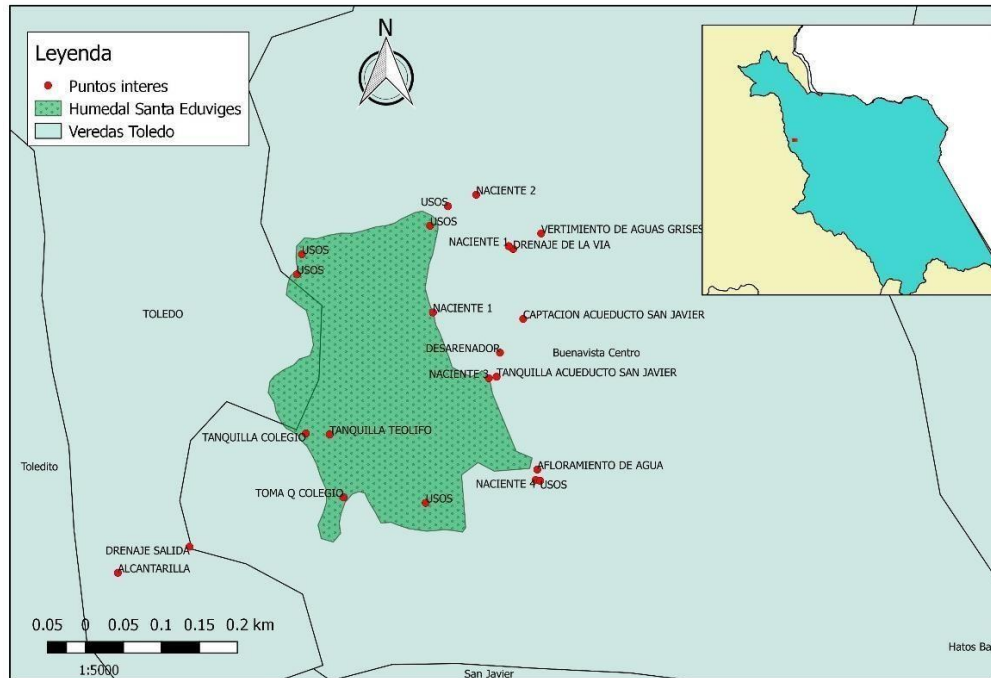 Leyenda
Puntos interes
Humedal Santa Eduviges
Veredas Toledo
N
NACIENTE 2
USOS
USOS
VERTIMIENTO DE AGUAS GRISES
NACIENTE 1
DRENAJE DE LA VIA
USOS
USOS
NACIENTE 1
CAPTACION ACUEDUCTO SAN JAVIER
TOLEDO
DESARENADOR
Buenavista Centro
NACIENTE 3
TANQUILLA ACUEDUCTO SAN JAVIER
TANQUILLA COLEGIO
TANQUILLA TEOLIFO
Toledito
AFLORAMIENTO DE AGUA
NACIENTE 4
USOS
TOMA Q COLEGIO
USOS
DRENAJE SALIDA
ALCANTARILLA
0.05 0 0.05 0.1 0.15 0.2 km
1:5000
San Javier
Hatos Ba